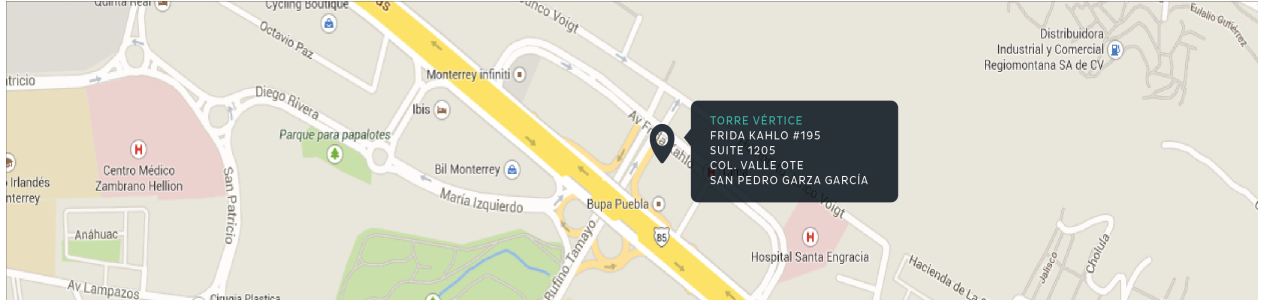 Quinta Real
Cycling Boutique
Octavio Paz
Monterrey infiniti
Ibis
Diego Rivera
Parque para papalotes
Centro Médico
Zambrano Hellion
San Patricio
Irlandés
Anáhuac
Av Lampazos
Cirugia Plastica
Bil Monterrey
María Izquierdo
Rufino Tamayo
Bupa Puebla
85
TORRE VÉRTICE
FRIDA KAHLO #195
SUITE 1205
COL. VALLE OTE
SAN PEDRO GARZA GARCÍA
Voigt
Hospital Santa Engracia
Hacienda de La
Jalisco
Cholula
Distribuidora
Industrial y Comercial
Regiomontana SA de CV
Eulalio Gutiérrez